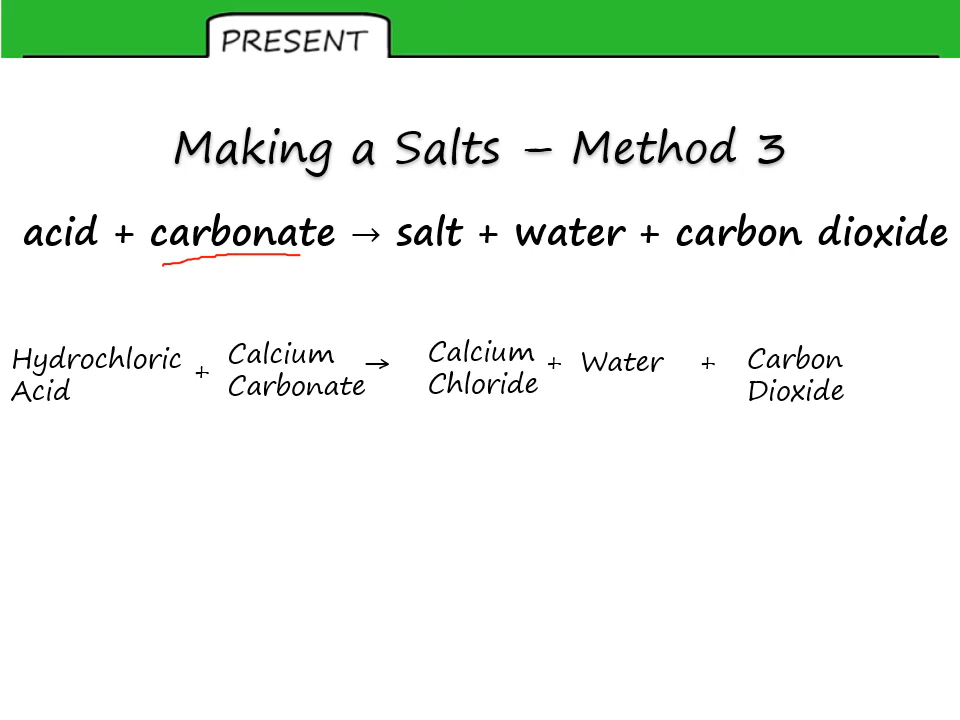 PRESENT
Making a Salts – Method 3
acid + carbonate → salt + water + carbon dioxide
Hydrochloric Acid + Calcium Carbonate → Calcium Chloride + Water + Carbon Dioxide